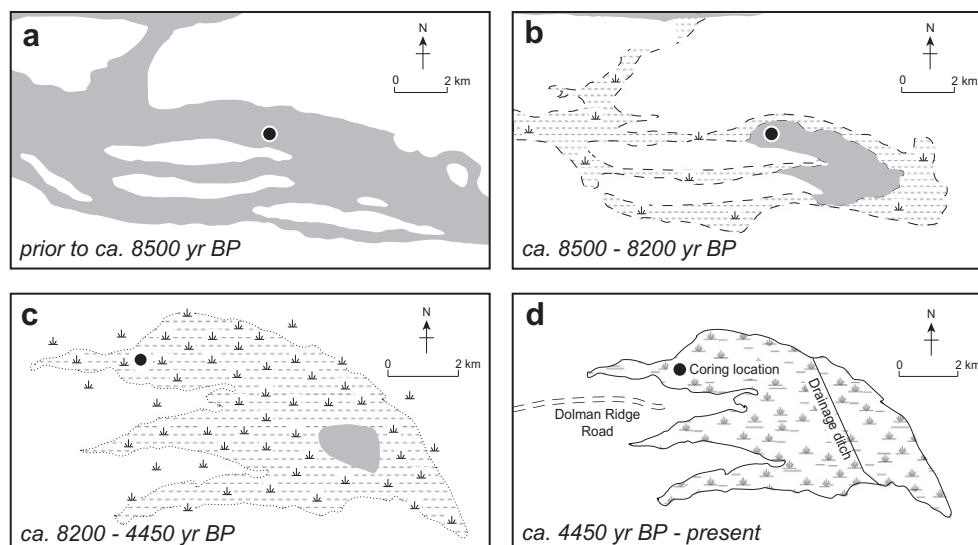 a
N
0 2 km
prior to ca. 8500 yr BP
b
N
0 2 km
ca. 8500 - 8200 yr BP
c
N
0 2 km
ca. 8200 - 4450 yr BP
d
N
0 2 km
Coring location
Drainage ditch
Dolman Ridge
Road
ca. 4450 yr BP - present